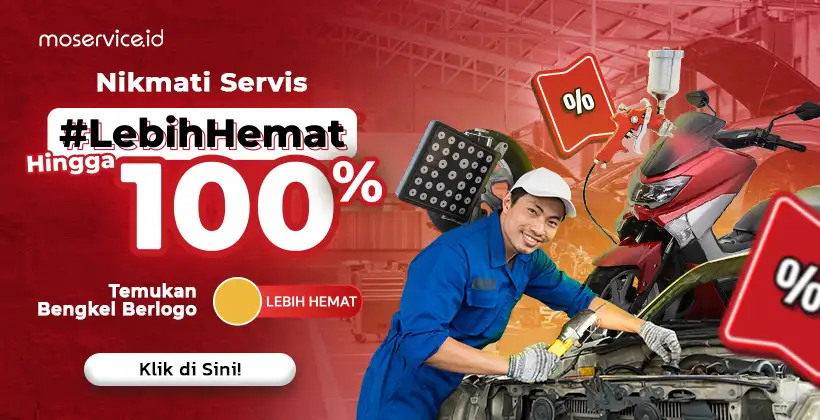 moservice.id
Nikmati Servis
#LebihHemat
Hingga
100%
Temukan
Bengkel Berlogo
LEBIH HEMAT
Klik di Sini!
%
%